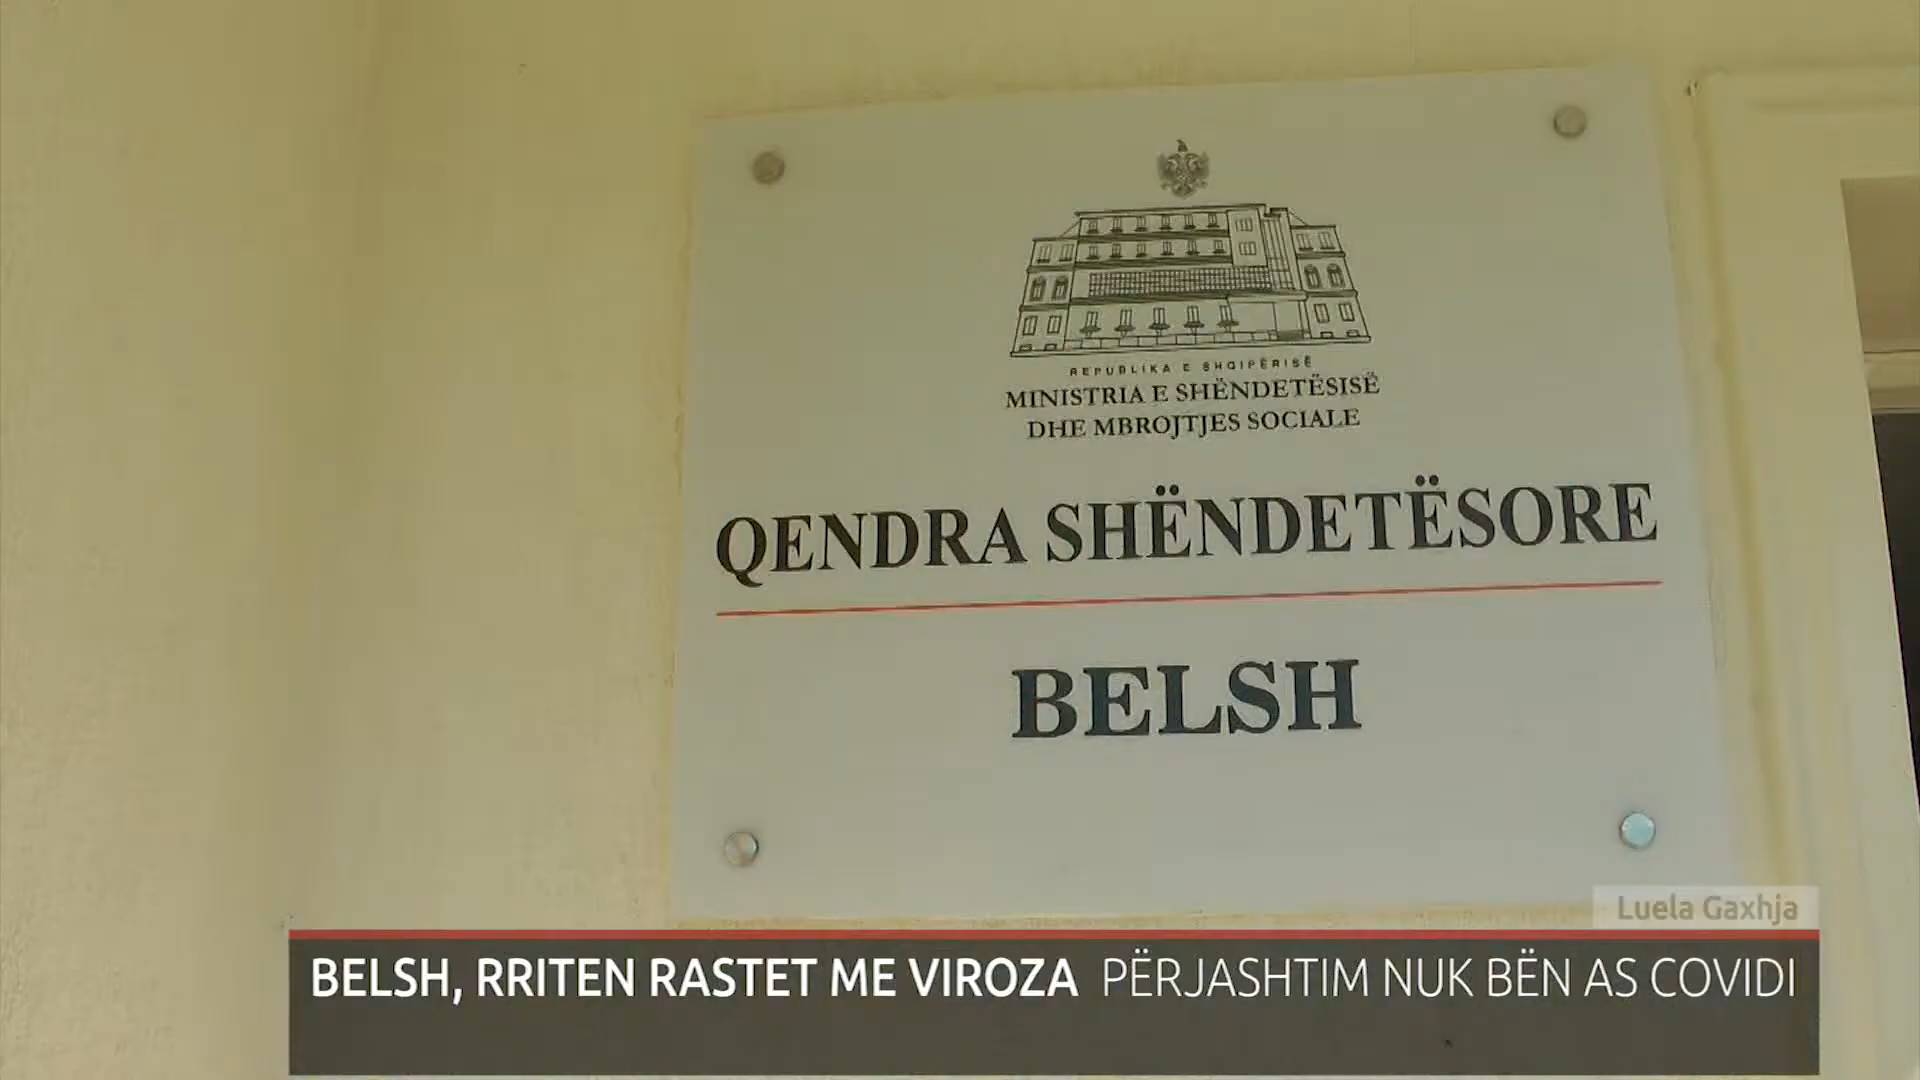 REPUBLIKA E SHQIPËRISË
MINISTRIA E SHËNDETËSISË
DHE MBROJTJES SOCIALE
QENDRA SHËNDETËSORE
BELSH
Luela Gaxhja
BELSH, RRITEN RASTET ME VIROZA PËRJASHTIM NUK BËN AS COVIDI